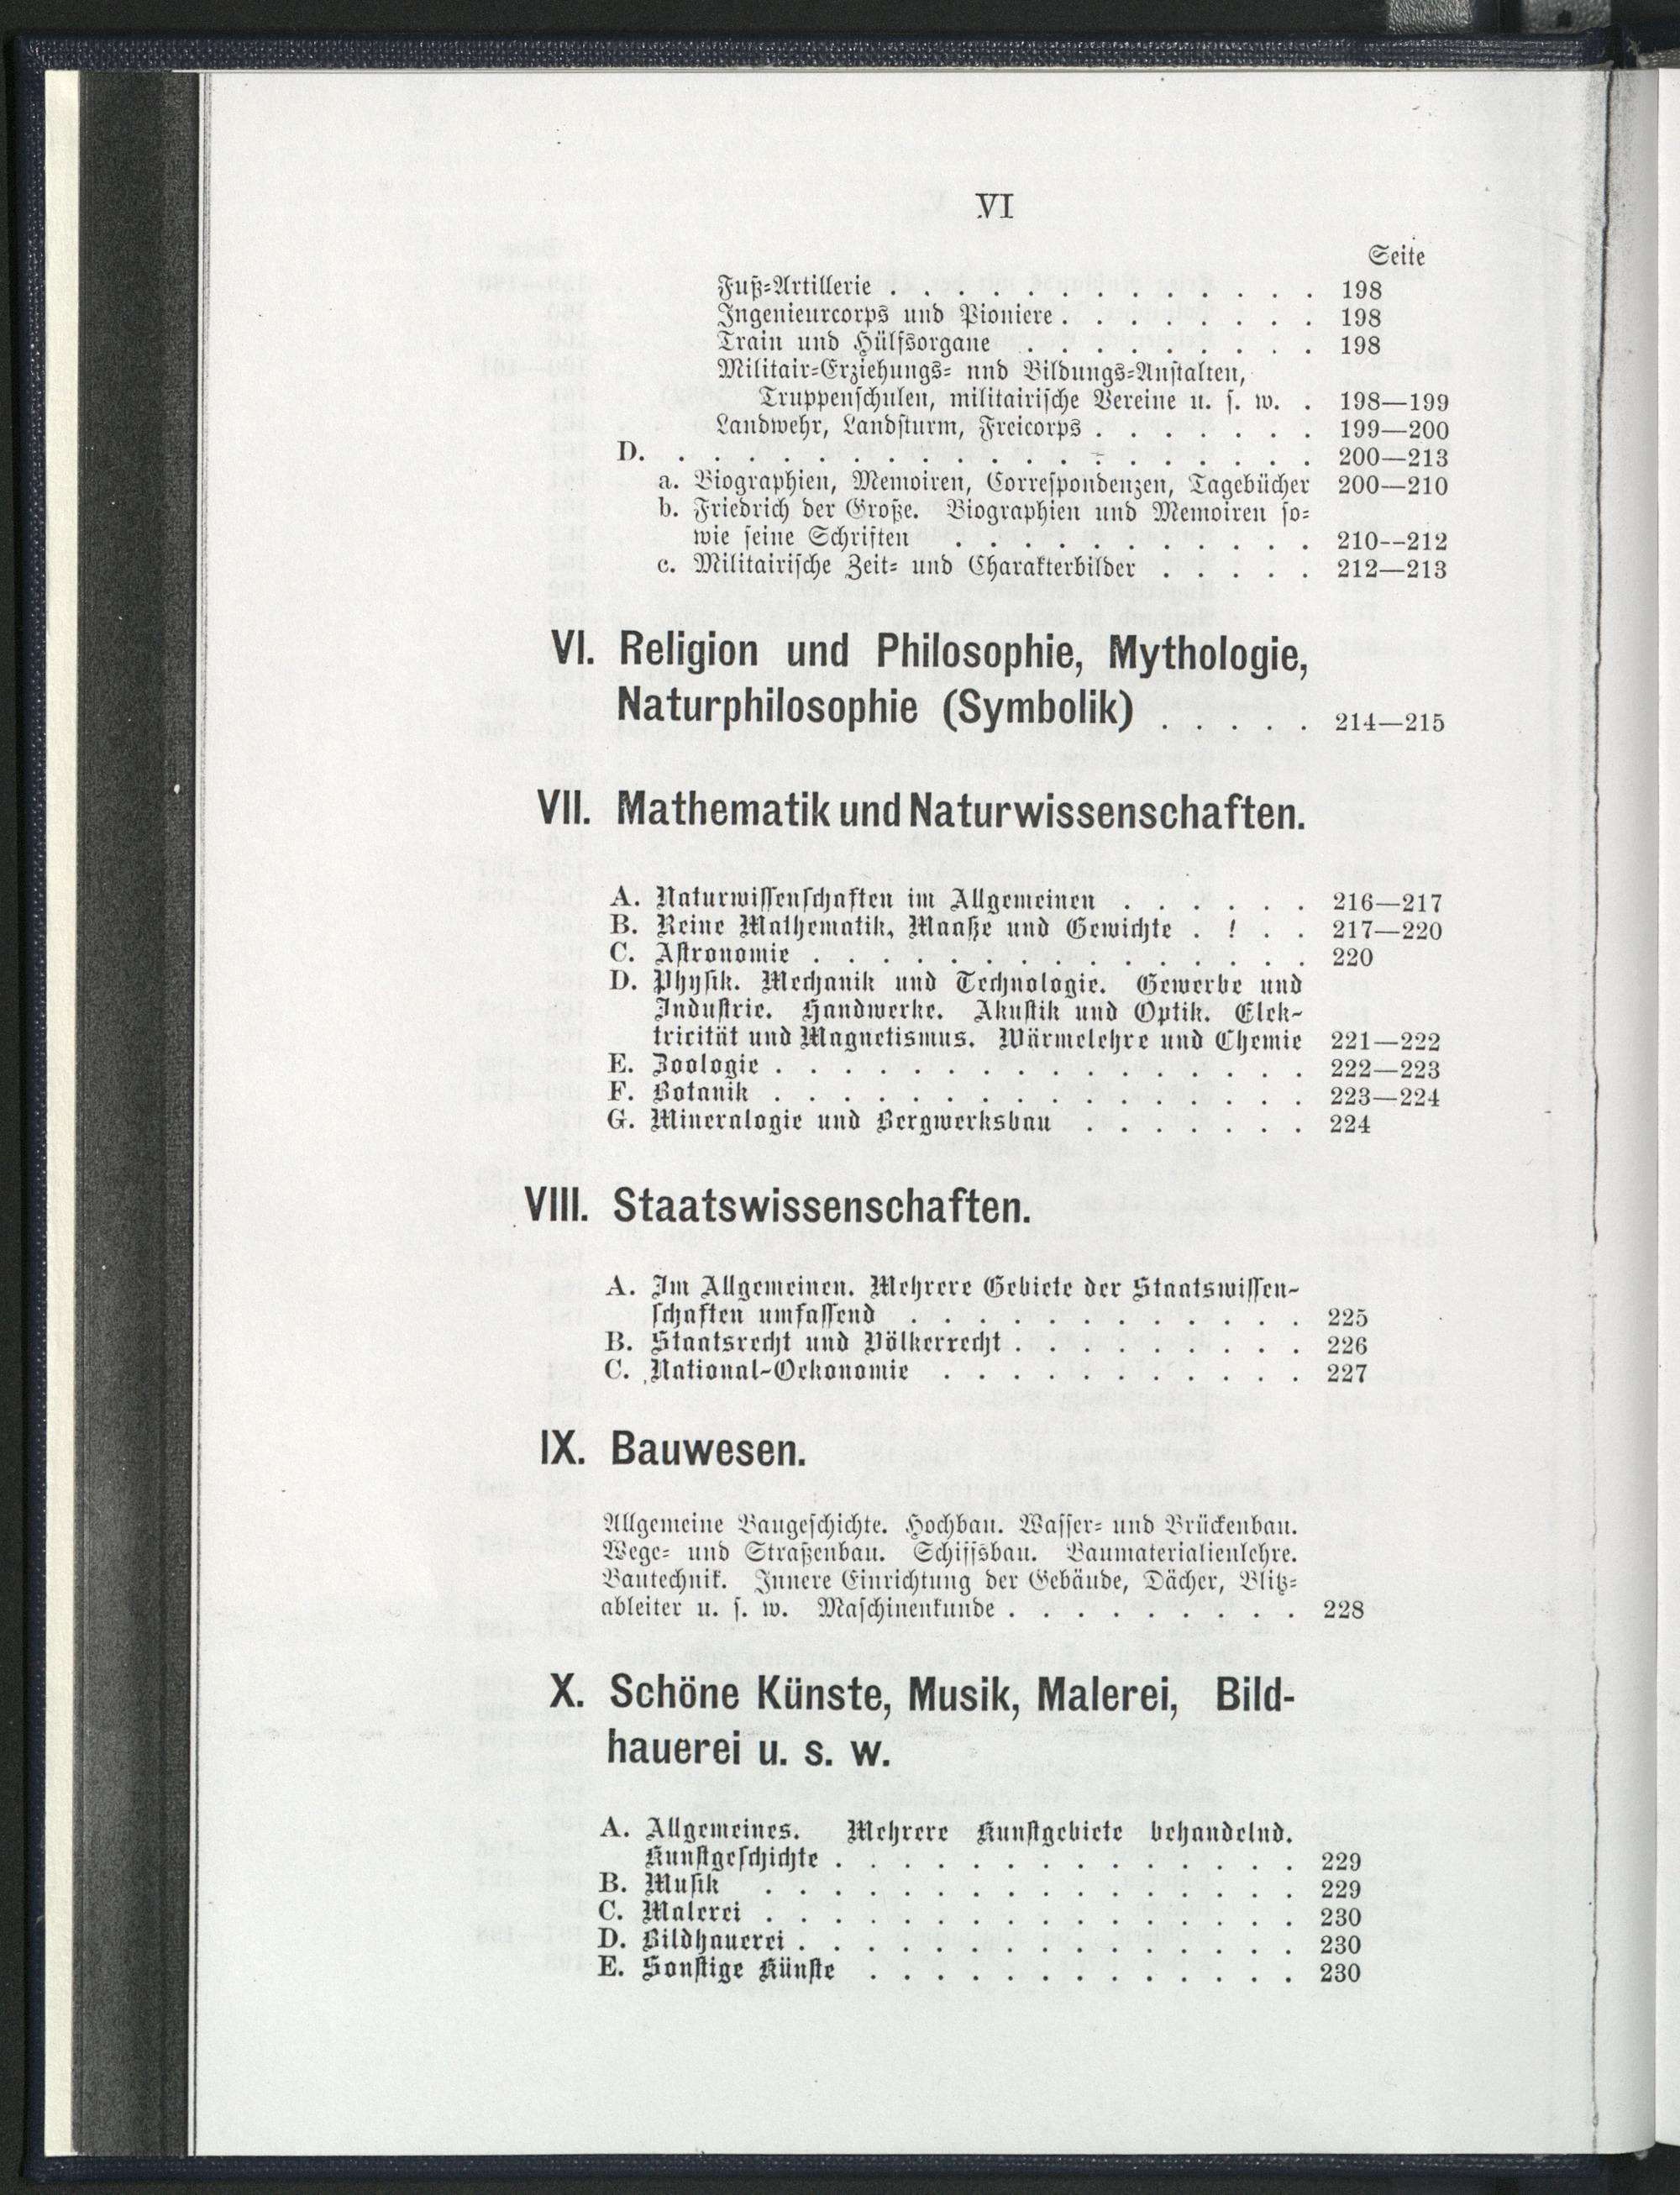 VI
Seite
Fuß-Artillerie . . . . . . . . . . . . . 198
Ingenieurcorps und Pioniere . . . . . . . . 198
Train und Hülfsorgane . . . . . . . . . 198
Militair-Erziehungs- und Bildungs-Anstalten,
Truppenschulen, militairische Vereine u. s. w. . 198—199
Landwehr, Landsturm, Freicorps . . . . . . . 199—200
D. . . . . . . . . . . . . . . . . . . . 200—213
a. Biographien, Memoiren, Correspondenzen, Tagebücher 200—210
b. Friedrich der Große. Biographien und Memoiren so-
wie seine Schriften . . . . . . . . . . . 210--212
c. Militairische Zeit- und Charakterbilder . . . . . 212—213
VI. Religion und Philosophie, Mythologie,
Naturphilosophie (Symbolik) . . . . . 214—215
VII. Mathematik und Naturwissenschaften.
A. Naturwissenschaften im Allgemeinen . . . . . . 216—217
B. Reine Mathematik, Maaße und Gewichte . ! . . 217—220
C. Astronomie . . . . . . . . . . . . . . . 220
D. Physik. Mechanik und Technologie. Gewerbe und
Industrie. Handwerke. Akustik und Optik. Elek-
tricität und Magnetismus. Wärmelehre und Chemie 221—222
E. Zoologie . . . . . . . . . . . . . . . . 222—223
F. Botanik . . . . . . . . . . . . . . . . 223—224
G. Mineralogie und Bergwerksbau . . . . . . . 224
VIII. Staatswissenschaften.
A. Im Allgemeinen. Mehrere Gebiete der Staatswissen-
schaften umfassend . . . . . . . . . . . . 225
B. Staatsrecht und Völkerrecht . . . . . . . . . 226
C. National-Oekonomie . . . . . . . . . . . 227
IX. Bauwesen.
Allgemeine Baugeschichte. Hochbau. Wasser- und Brückenbau.
Wege- und Straßenbau. Schiffsbau. Baumaterialienlehre.
Bautechnik. Innere Einrichtung der Gebäude, Dächer, Blitz-
ableiter u. s. w. Maschinenkunde . . . . . . . . . 228
X. Schöne Künste, Musik, Malerei, Bild-
hauerei u. s. w.
A. Allgemeines. Mehrere Kunstgebiete behandelnd.
Kunstgeschichte . . . . . . . . . . . . . . 229
B. Musik . . . . . . . . . . . . . . . . 229
C. Malerei . . . . . . . . . . . . . . . . 230
D. Bildhauerei . . . . . . . . . . . . . . . 230
E. Sonstige Künste . . . . . . . . . . . . . 230